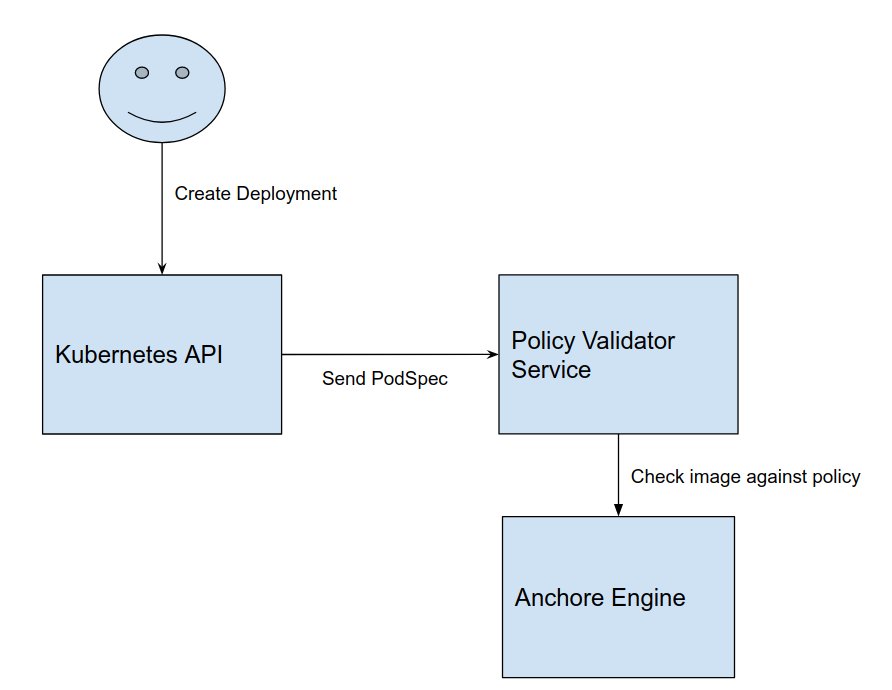 Create Deployment
Kubernetes API
Send PodSpec
Policy Validator
Service
Check image against policy
Anchore Engine